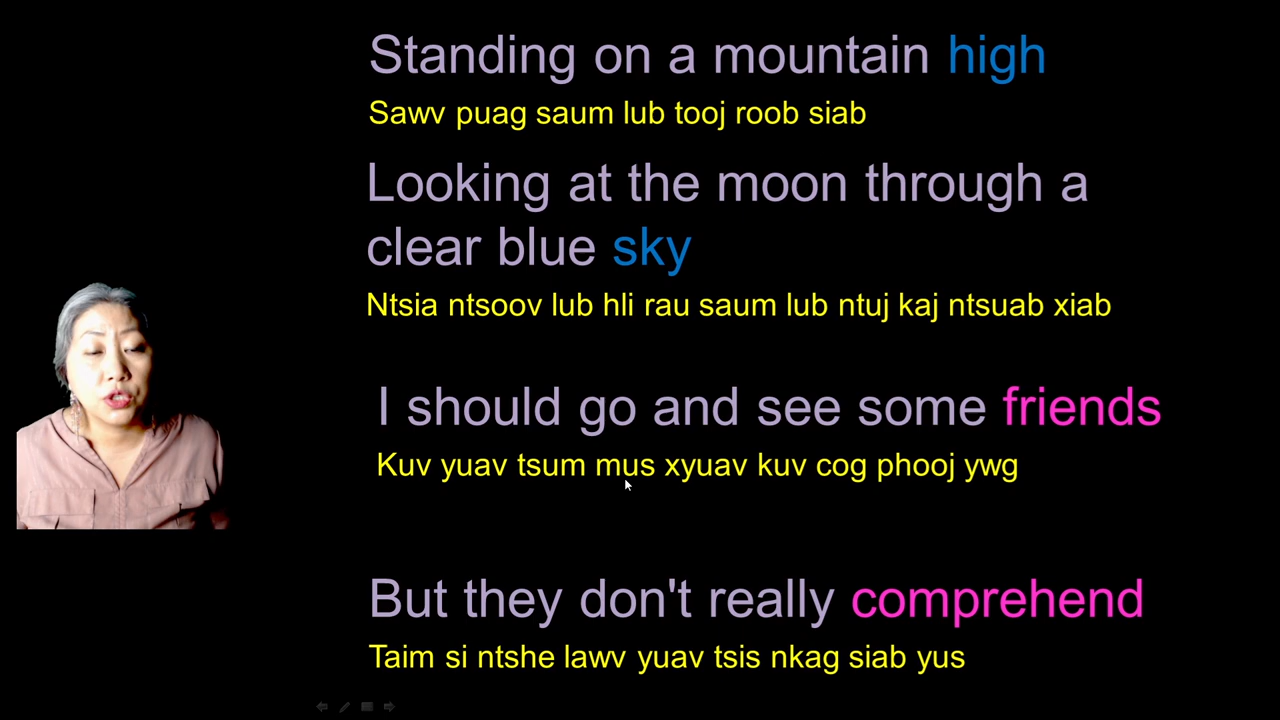 Standing on a mountain high
Sawv puag saum lub tooj roob siab
Looking at the moon through a
clear blue sky
Ntsia ntsoov lub hli rau saum lub ntuj kaj ntsuab xiab
I should go and see some friends
Kuv yuav tsum mus xyuav kuv cog phooj ywg
But they don't really comprehend
Taim si ntshe lawv yuav tsis nkag siab yus